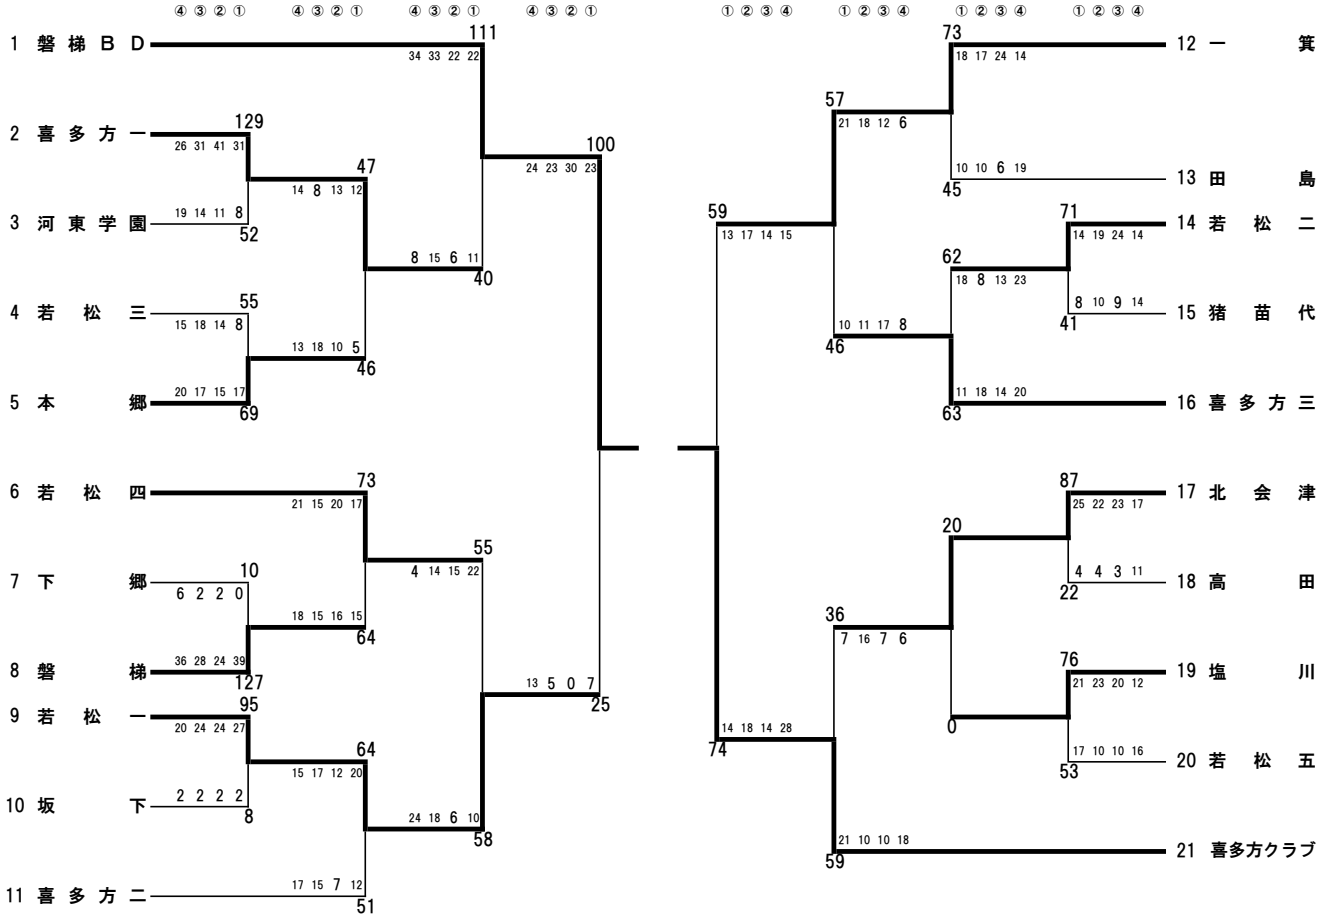 ④ ③ ② ① ④ ③ ② ① ④ ③ ② ① ④ ③ ② ① ① ② ③ ④ ① ② ③ ④ ① ② ③ ④ ① ② ③ ④
111 73
1 磐梯BD 34 33 22 22 18 17 24 14 12 一箕
57
129 21 18 12 6
2 喜多方一 26 31 41 31 100
47 24 23 30 23
14 8 13 12 10 10 6 19 13 田島
45
19 14 11 8 59 71
3 河東学園 13 17 14 15 14 19 24 14 14 若松二
52
8 15 6 11 62
40 18 8 13 23
55 8 10 9 14
4 若松三 15 18 14 8 41 15 猪苗代
13 18 10 5 10 11 17 8
46 46
20 17 15 17 11 18 14 20
5 本郷 69 63 16 喜多方三
73 87
6 若松四 21 15 20 17 25 22 23 17 17 北会津
20
55
4 14 15 22
10 4 4 3 11
7 下郷 6 2 2 0 22 18 高田
18 15 16 15 36
64 7 16 7 6
36 28 24 39 76
8 磐梯 127 21 23 20 12 19 塩川
13 5 0 7
95 25
9 若松一 20 24 24 27 0
14 18 14 28
64 74 17 10 10 16
15 17 12 20 53 20 若松五
2 2 2 2
10 坂下 8
24 18 6 10
58 21 10 10 18
59 21 喜多方クラブ
17 15 7 12
11 喜多方二 51